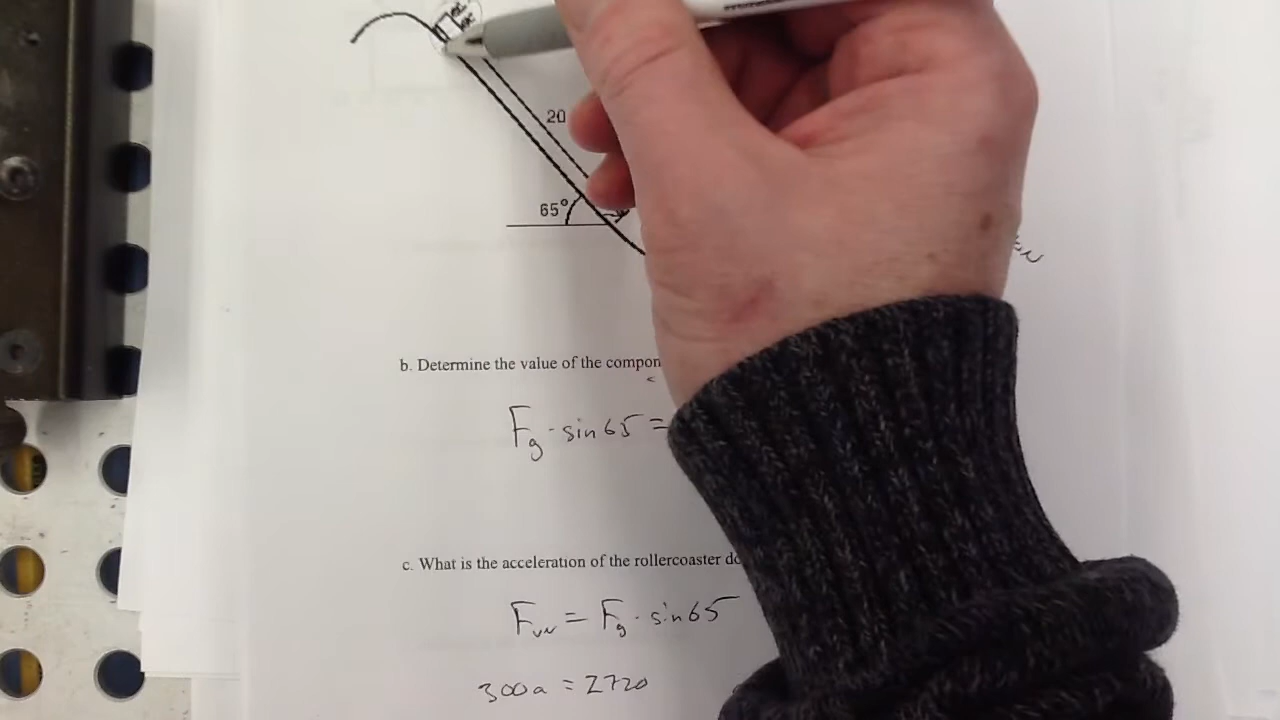 20
65°
b. Determine the value of the compon
Fg · sin 65 =
c. What is the acceleration of the rollercoaster do
Fun = Fg · sin 65
300a = 2720